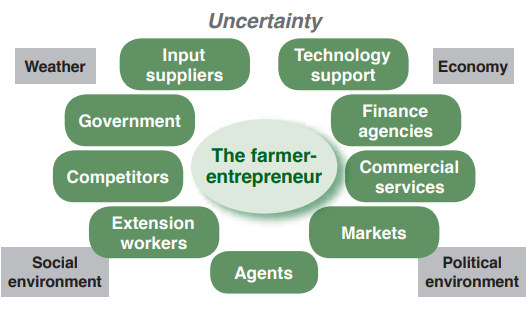 Uncertainty
Weather
Input
suppliers
Technology
support
Economy
Government
Finance
agencies
The farmer-
entrepreneur
Competitors
Commercial
services
Extension
workers
Markets
Social
environment
Agents
Political
environment